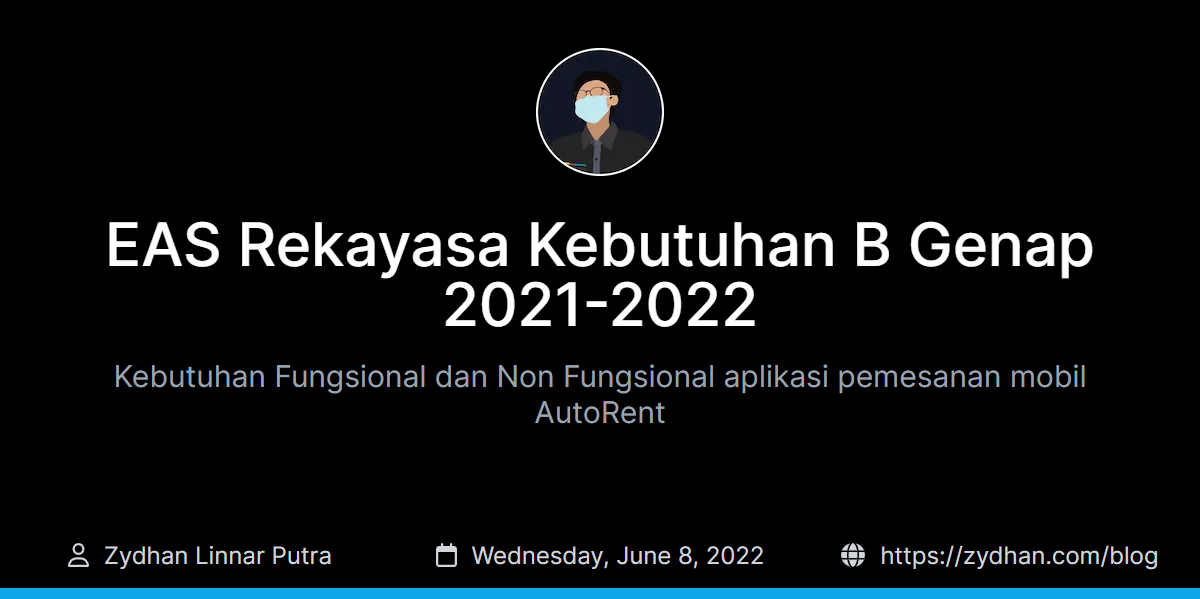 EAS Rekayasa Kebutuhan B Genap
2021-2022
Kebutuhan Fungsional dan Non Fungsional aplikasi pemesanan mobil
AutoRent
Zydhan Linnar Putra
Wednesday, June 8, 2022
https://zydhan.com/blog